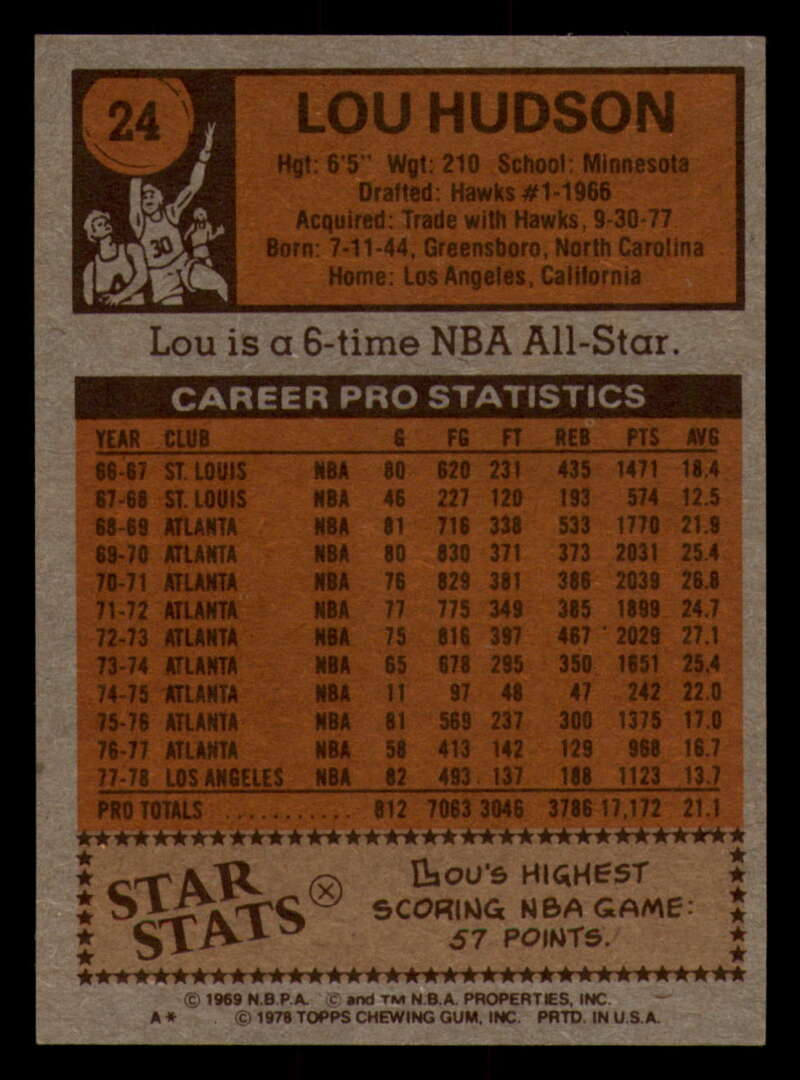 24
30
LOU HUDSON
Hgt: 6'5" Wgt: 210 School: Minnesota
Drafted: Hawks #1-1966
Acquired: Trade with Hawks, 9-30-77
Born: 7-11-44, Greensboro, North Carolina
Home: Los Angeles, California
Lou is a 6-time NBA All-Star.
CAREER PRO STATISTICS
YEAR CLUB G FG FT REB PTS AVG
66-67 ST. LOUIS NBA 80 620 231 435 1471 18.4
67-68 ST. LOUIS NBA 46 227 120 193 574 12.5
68-69 ATLANTA NBA 81 716 338 533 1770 21.9
69-70 ATLANTA NBA 80 830 371 373 2031 25.4
70-71 ATLANTA NBA 76 829 381 386 2039 26.8
71-72 ATLANTA NBA 77 775 349 385 1899 24.7
72-73 ATLANTA NBA 75 816 397 467 2029 27.1
73-74 ATLANTA NBA 65 678 295 350 1651 25.4
74-75 ATLANTA NBA 11 97 48 47 242 22.0
75-76 ATLANTA NBA 81 569 237 300 1375 17.0
76-77 ATLANTA NBA 58 413 142 129 968 16.7
77-78 LOS ANGELES NBA 82 493 137 188 1123 13.7
PRO TOTALS ........... 812 7063 3046 3786 17,172 21.1
STAR
STATS
LOU'S HIGHEST
SCORING NBA GAME:
57 POINTS.
© 1969 N.B.P.A. © and TM N.B.A. PROPERTIES, INC.
A* © 1978 TOPPS CHEWING GUM, INC. PRTD. IN U.S.A.